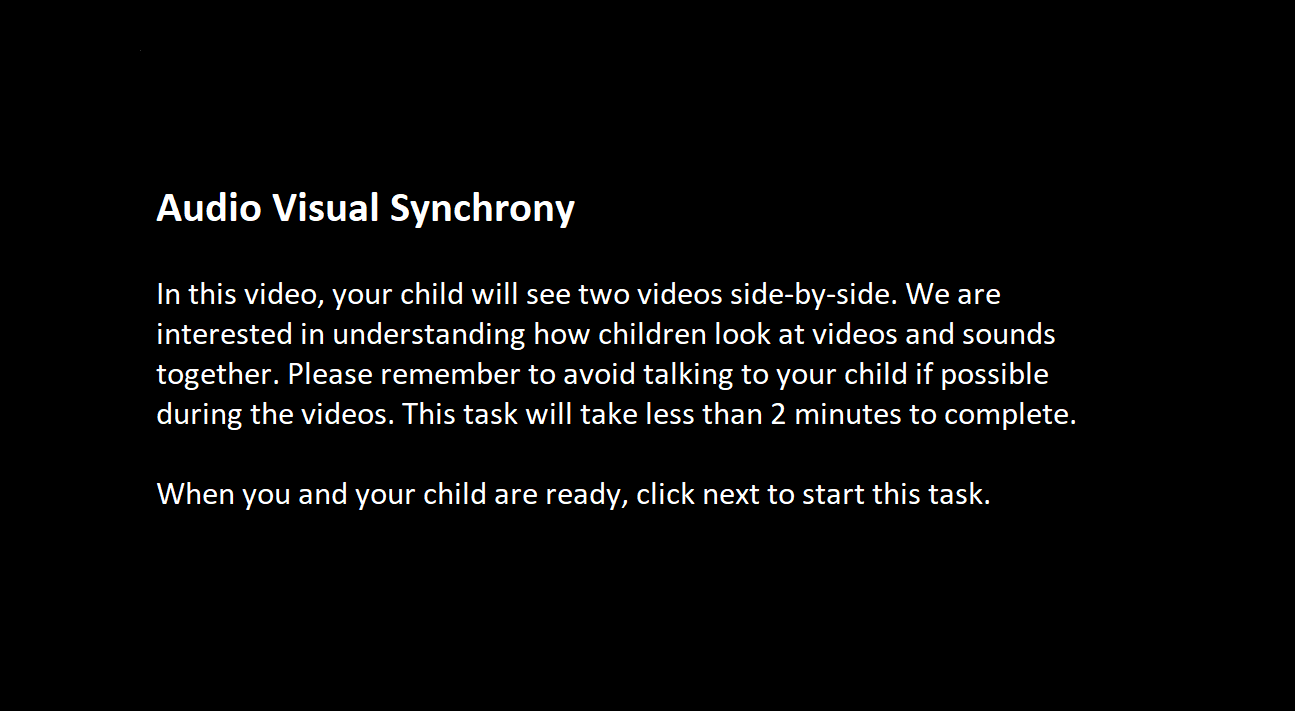 Audio Visual Synchrony
In this video, your child will see two videos side-by-side. We are
interested in understanding how children look at videos and sounds
together. Please remember to avoid talking to your child if possible
during the videos. This task will take less than 2 minutes to complete.
When you and your child are ready, click next to start this task.